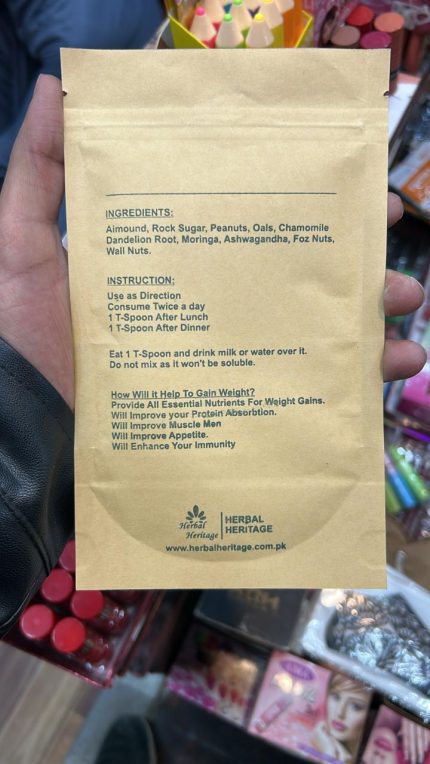 INGREDIENTS:
Almound, Rock Sugar, Peanuts, Oals, Chamomile
Dandelion Root, Moringa, Ashwagandha, Foz Nuts,
Wall Nuts.
INSTRUCTION:
Use as Direction
Consume Twice a day
1 T-Spoon After Lunch
1 T-Spoon After Dinner
Eat 1 T-Spoon and drink milk or water over it.
Do not mix as it won't be soluble.
How Will it Help To Gain Weight?
Provide All Essential Nutrients For Weight Gains.
Will Improve your Protein Absorbtion.
Will Improve Muscle Men
Will Improve Appetite.
Will Enhance Your Immunity
Herbal
Heritage
HERBAL
HERITAGE
www.herbalheritage.com.pk